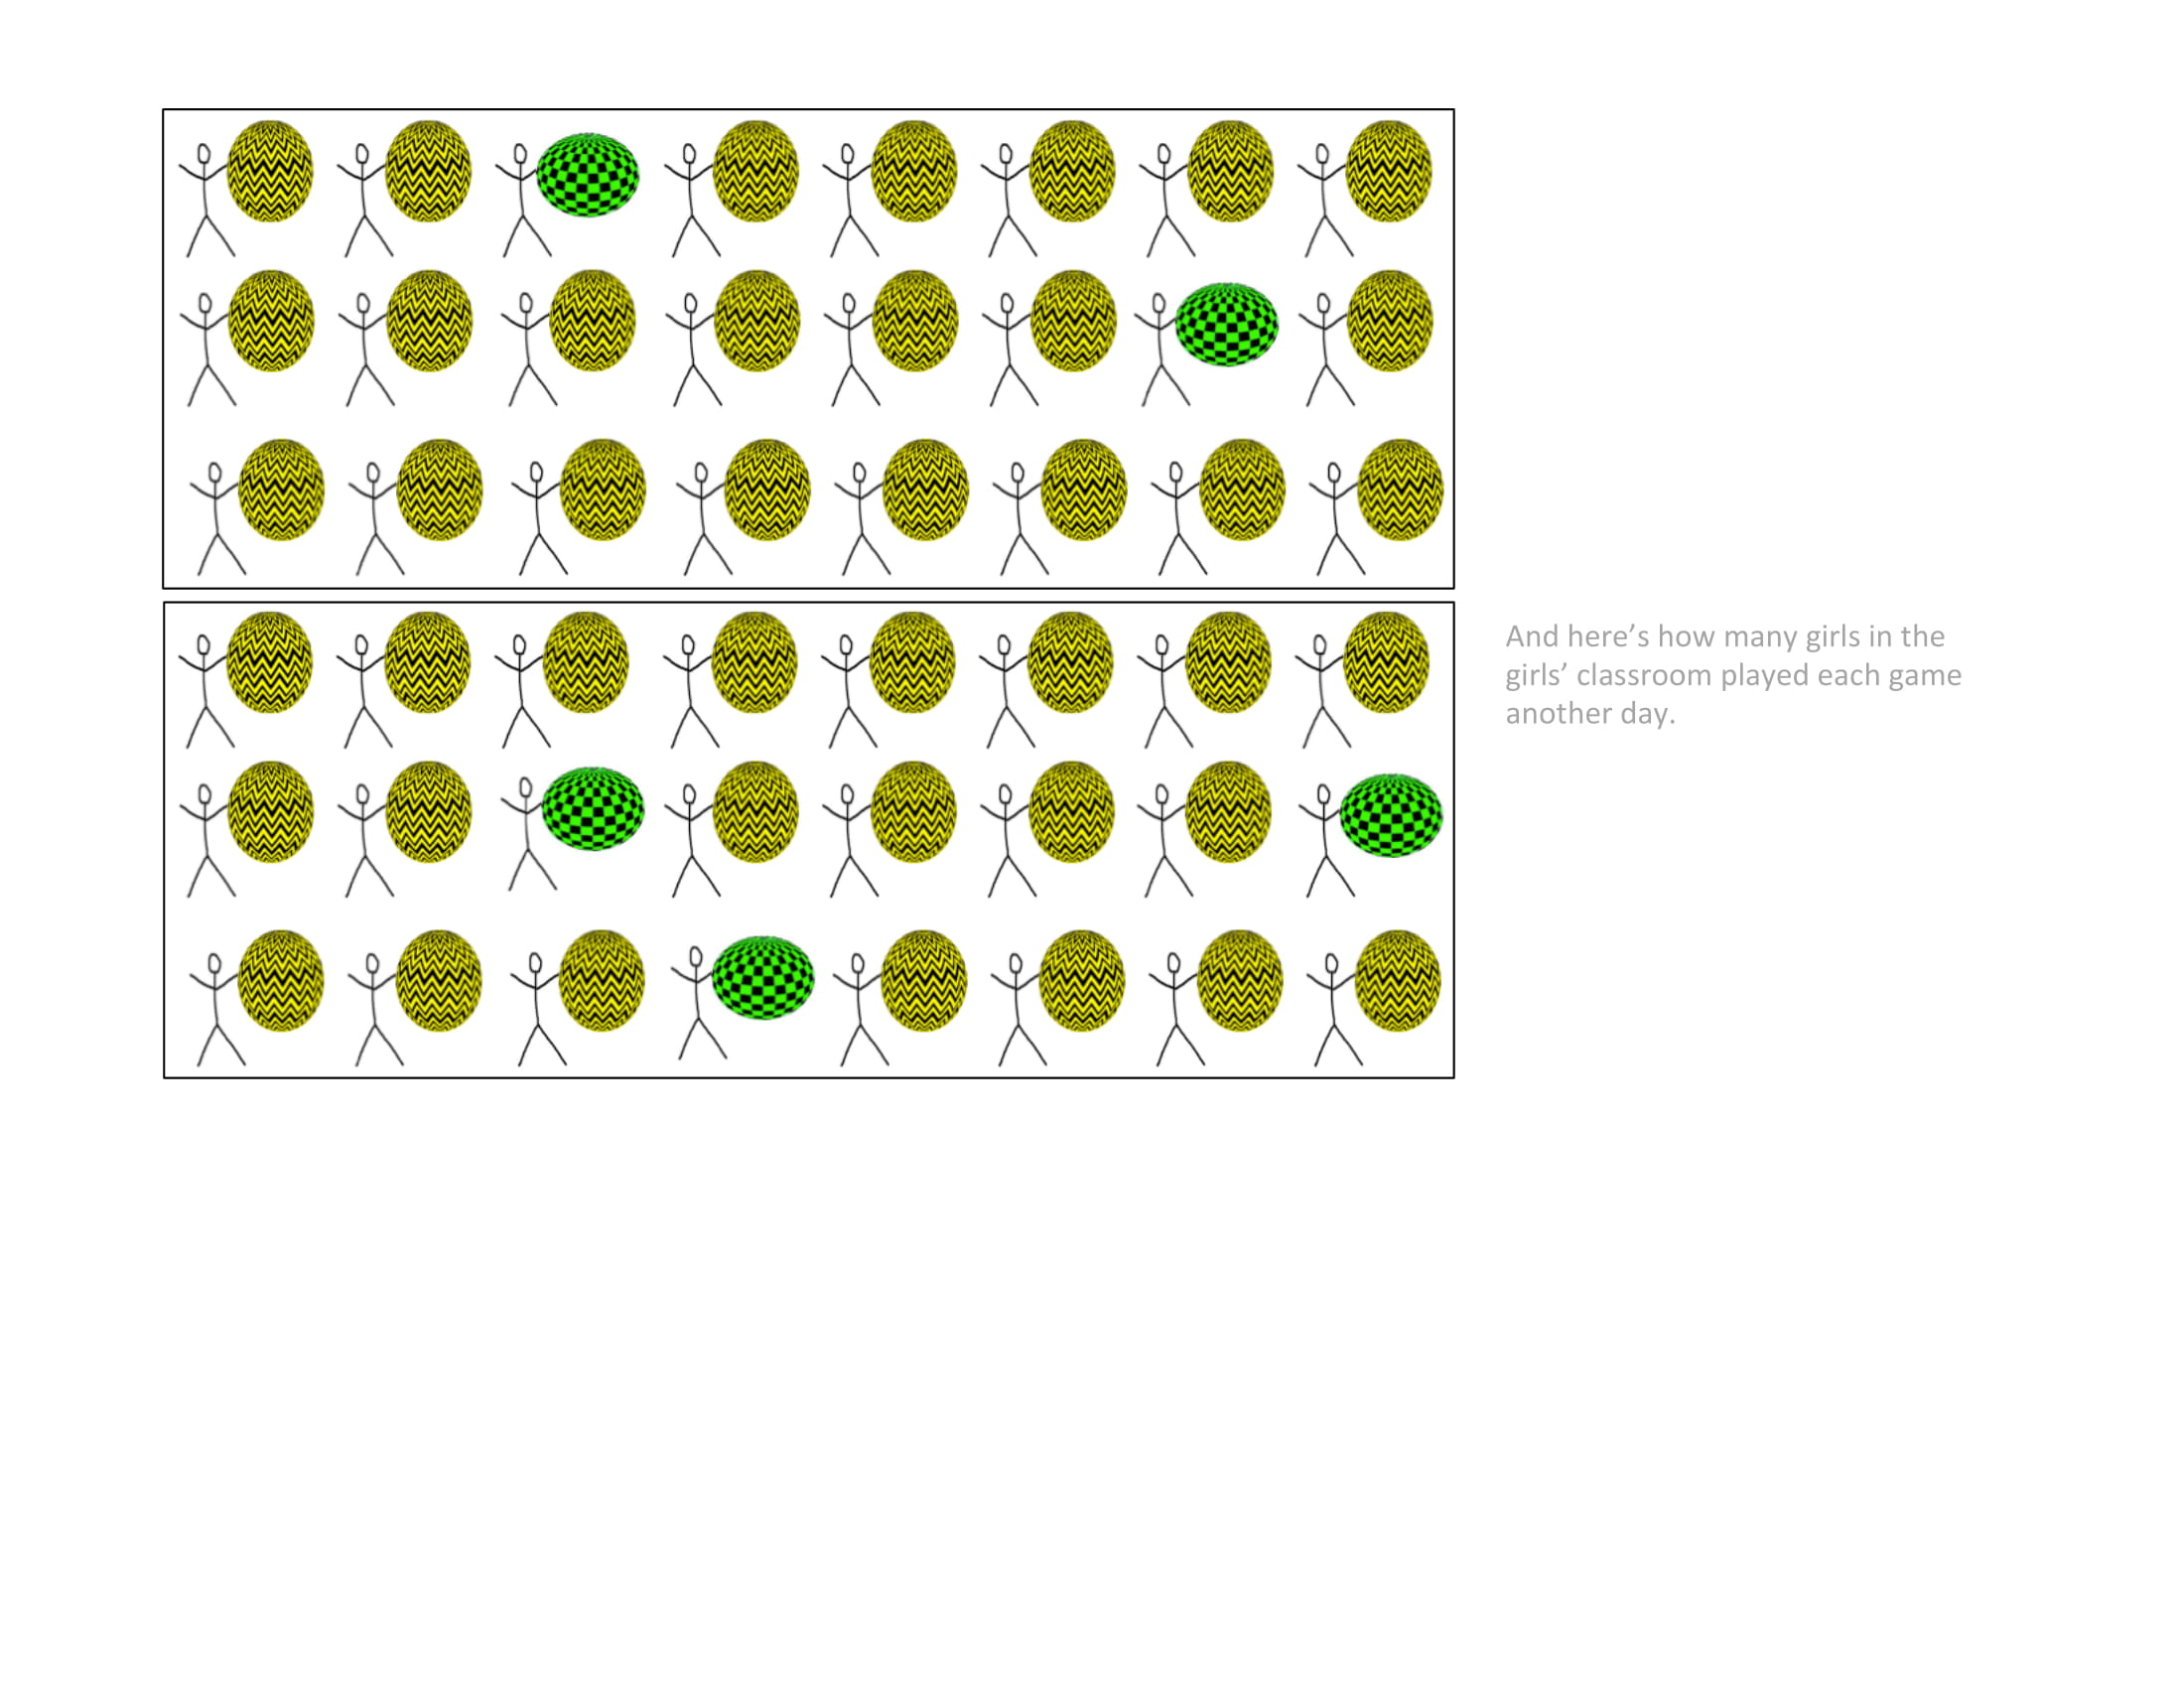 And here’s how many girls in the
girls’ classroom played each game
another day.